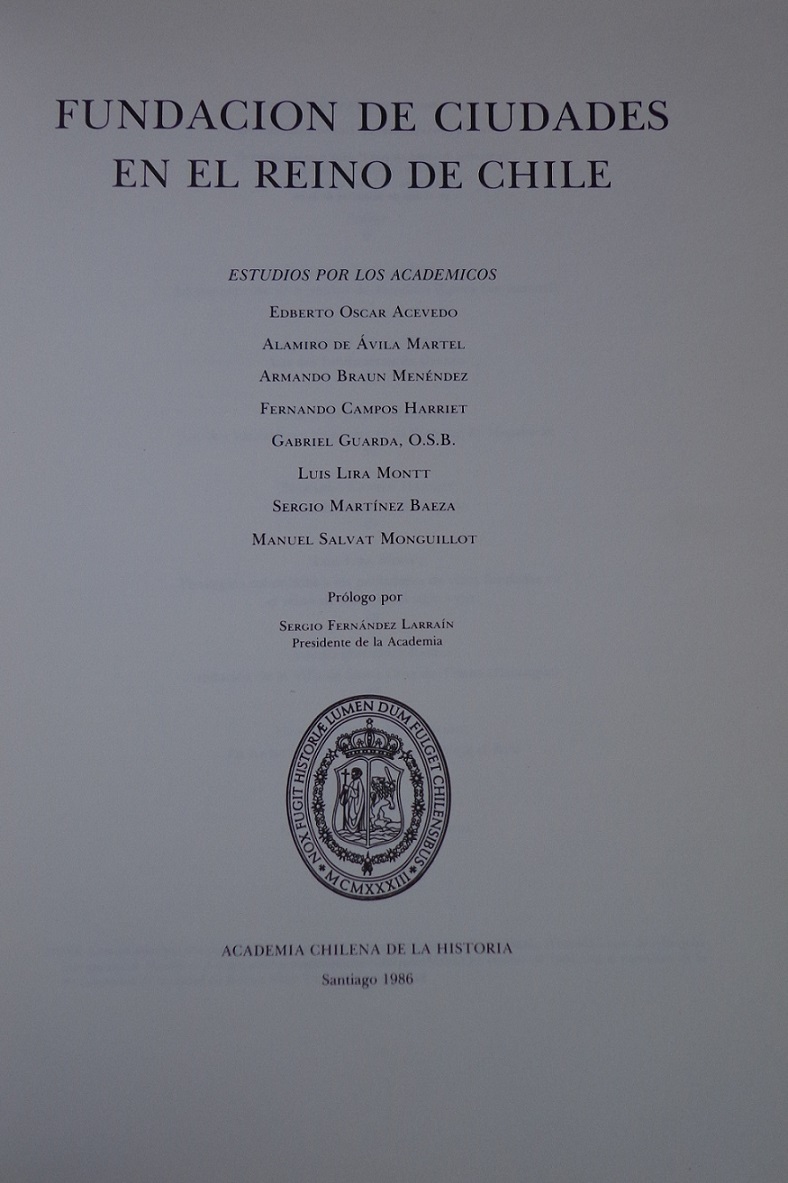 FUNDACION DE CIUDADES
EN EL REINO DE CHILE
ESTUDIOS POR LOS ACADEMICOS
EDBERTO OSCAR ACEVEDO
ALAMIRO DE ÁVILA MARTEL
ARMANDO BRAUN MENÉNDEZ
FERNANDO CAMPOS HARRIET
GABRIEL GUARDA, O.S.B.
LUIS LIRA MONTT
SERGIO MARTÍNEZ BAEZA
MANUEL SALVAT MONGUILLOT
Prólogo por
SERGIO FERNÁNDEZ LARRAÍN
Presidente de la Academia
NOX FUGIT HISTORIÆ LUMEN DUM FULGET CHILENSIBUS
MCMXXXIII
ACADEMIA CHILENA DE LA HISTORIA
Santiago 1986